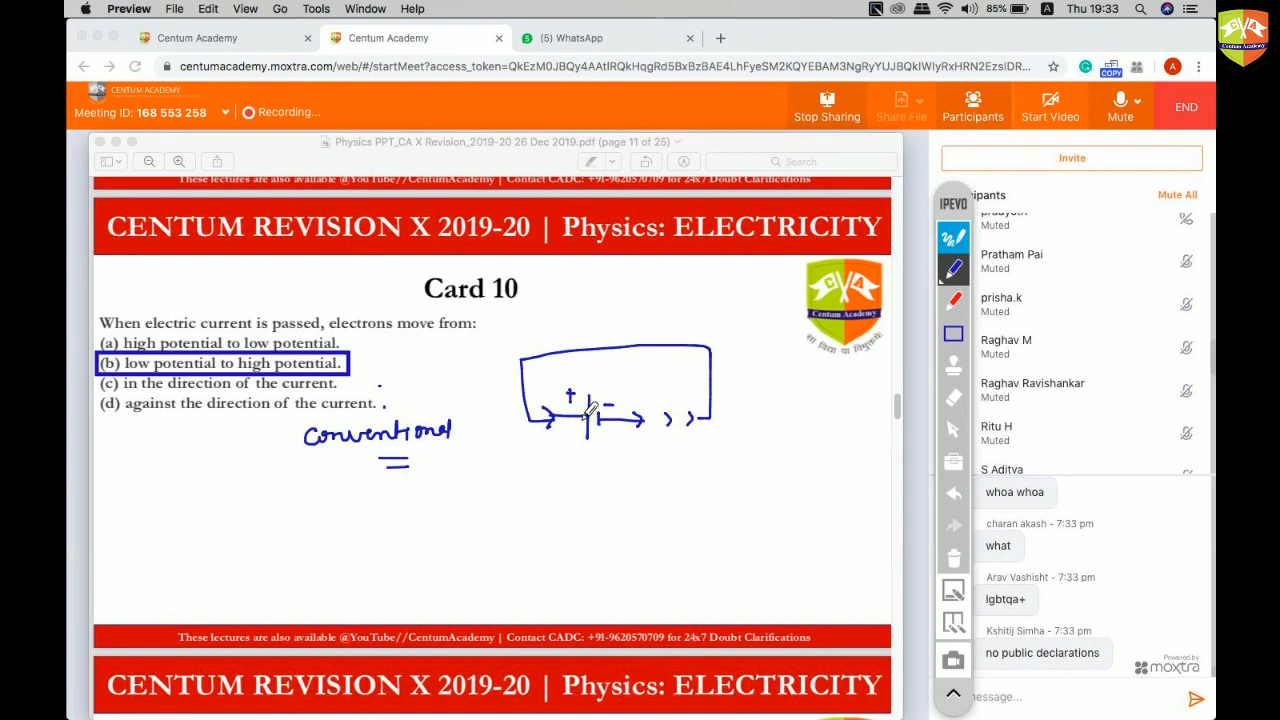 Preview File Edit View Go Tools Window Help 85% Thu 19:33
Centum Academy Centum Academy (5) WhatsApp
centumacademy.moxtra.com/web/#/startMeet?access_token=QkEzM0JBQy4AAtIRQkHqgRd5BxBzBAE4LhFyeSM2KQYEBAM3NgRyYUJBQkIWIyRxHRN2EzsIDR... COPY A
CENTUM ACADEMY
Meeting ID: 168 553 258 Recording... Stop Sharing Share File Participants Start Video Mute END
Physics PPT_CA X Revision_2019-20 26 Dec 2019.pdf (page 11 of 25)
Search
These lectures are also available @YouTube//CentumAcademy | Contact CADC: +91-9620570709 for 24x7 Doubt Clarifications
CENTUM REVISION X 2019-20 | Physics: ELECTRICITY
Card 10
Centum Academy
सा विद्या या विमुक्तये
When electric current is passed, electrons move from:
(a) high potential to low potential.
(b) low potential to high potential.
(c) in the direction of the current.
(d) against the direction of the current.
conventional
+ -
These lectures are also available @YouTube//CentumAcademy | Contact CADC: +91-9620570709 for 24x7 Doubt Clarifications
CENTUM REVISION X 2019-20 | Physics: ELECTRICITY
Invite
IPEVO
Mute All
Muted
Pratham Pai
Muted
prisha.k
Muted
Raghav M
Muted
Raghav Ravishankar
Muted
Ritu H
Muted
S Aditya
whoa whoa
charan akash - 7:33 pm
what
Arav Vashisht - 7:33 pm
lgbtqa+
Kshitij Simha - 7:33 pm
no public declarations
Powered by
moxtra